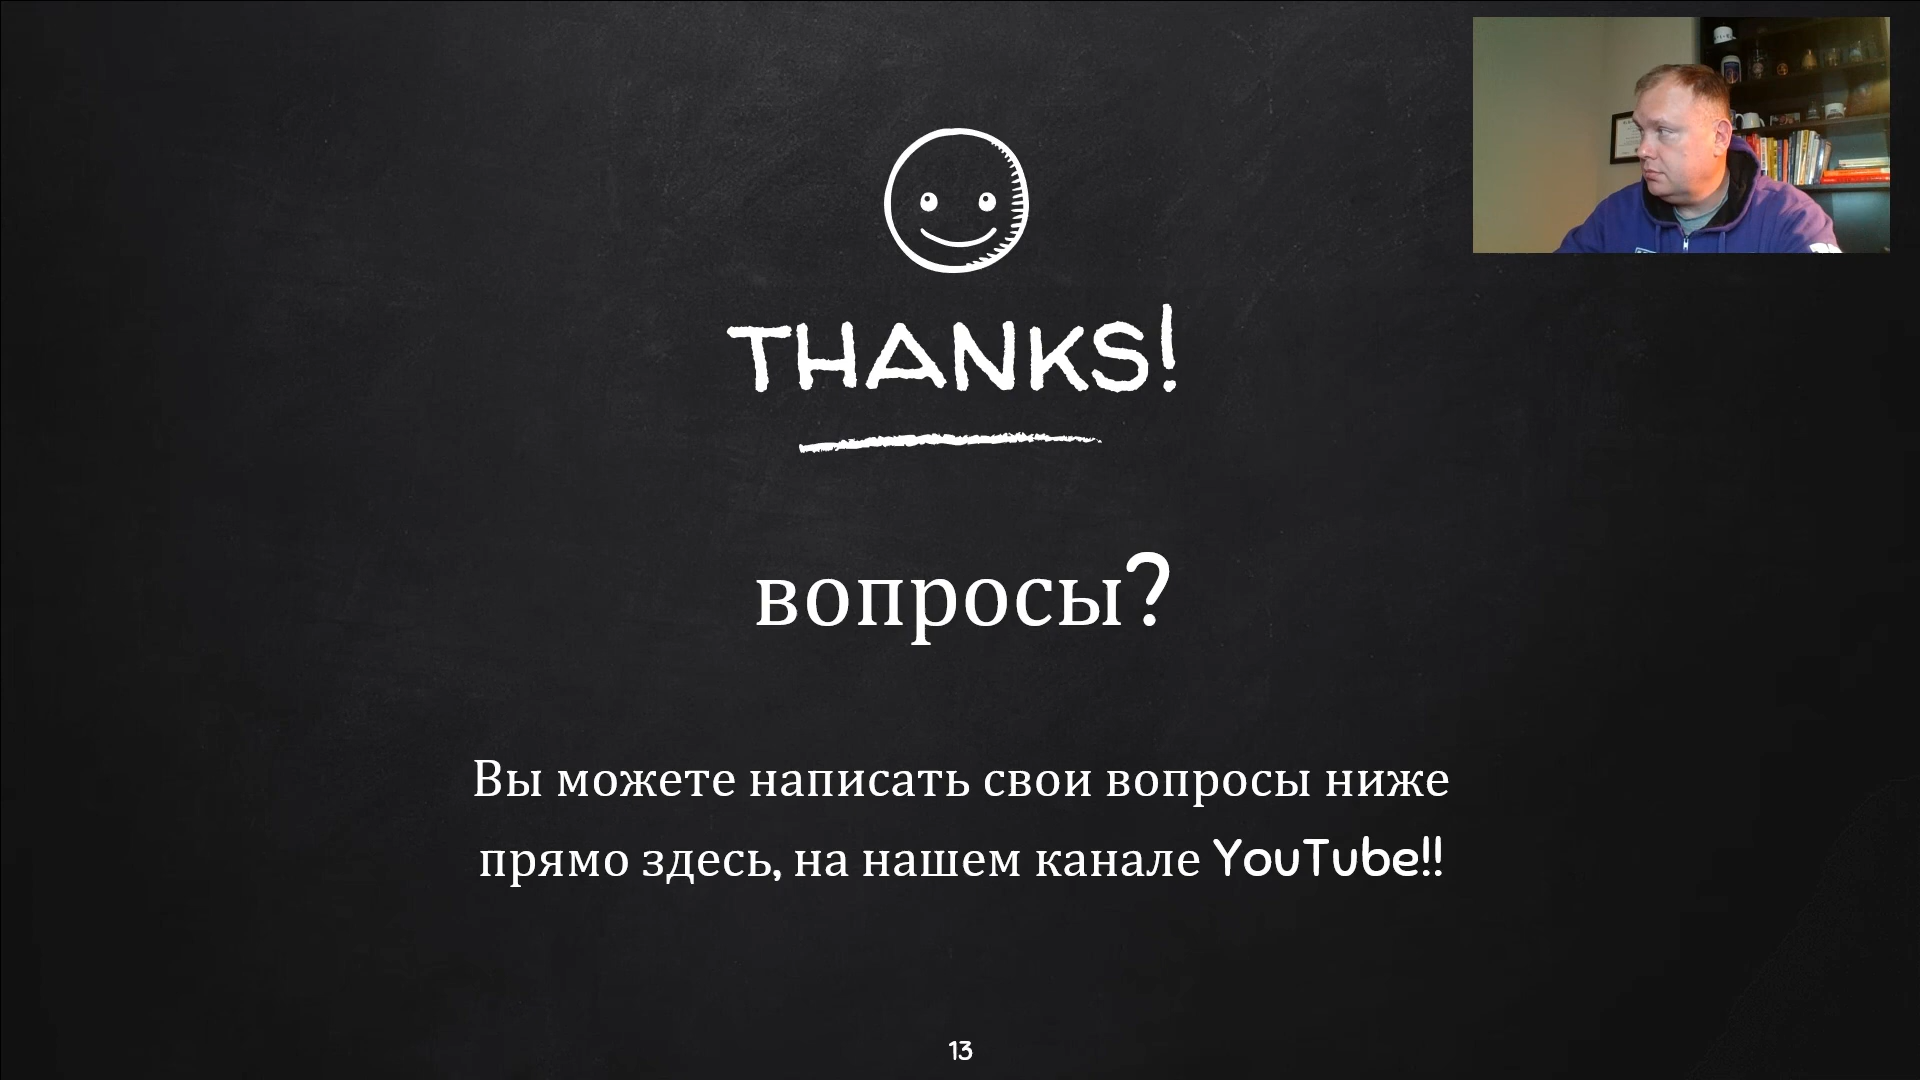 THANKS!
вопросы?
Вы можете написать свои вопросы ниже
прямо здесь, на нашем канале YouTube!!
13